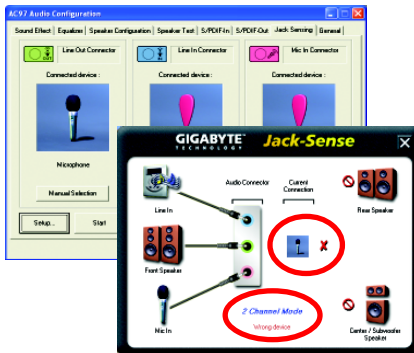 AC97 Audio Configuration
Sound Effect | Equalizer | Speaker Configuration | Speaker Test | S/PDIF-In | S/PDIF-Out | Jack Sensing | General
Line Out Connector
Line In Connector
Mic In Connector
OUT
Connected device :
Connected device :
Connected device :
Microphone
Manual Selection
Setup...
Start
GIGABYTE
TECHNOLOGY
Jack-Sense
X
Audio Connector
Current
Connection
Line In
Rear Speaker
Front Speaker
2 Channel Mode
Wrong device
Mic In
Center / Subwoofer
Speaker